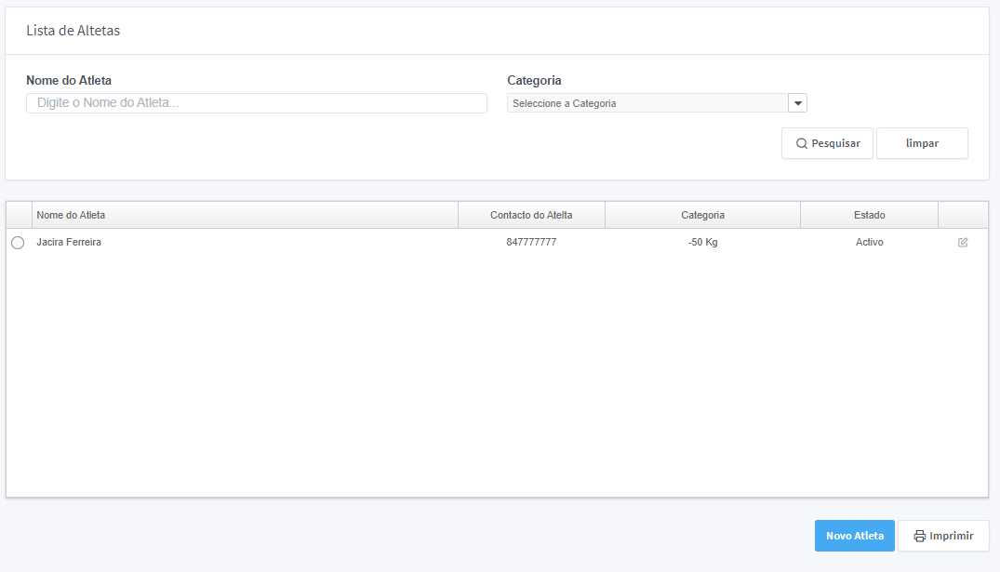 Lista de Altetas
Nome do Atleta Categoria
Digite o Nome do Atleta... Seleccione a Categoria
Pesquisar limpar
Nome do Atleta Contacto do Atelta Categoria Estado
Jacira Ferreira 847777777 -50 Kg Activo
Novo Atleta Imprimir